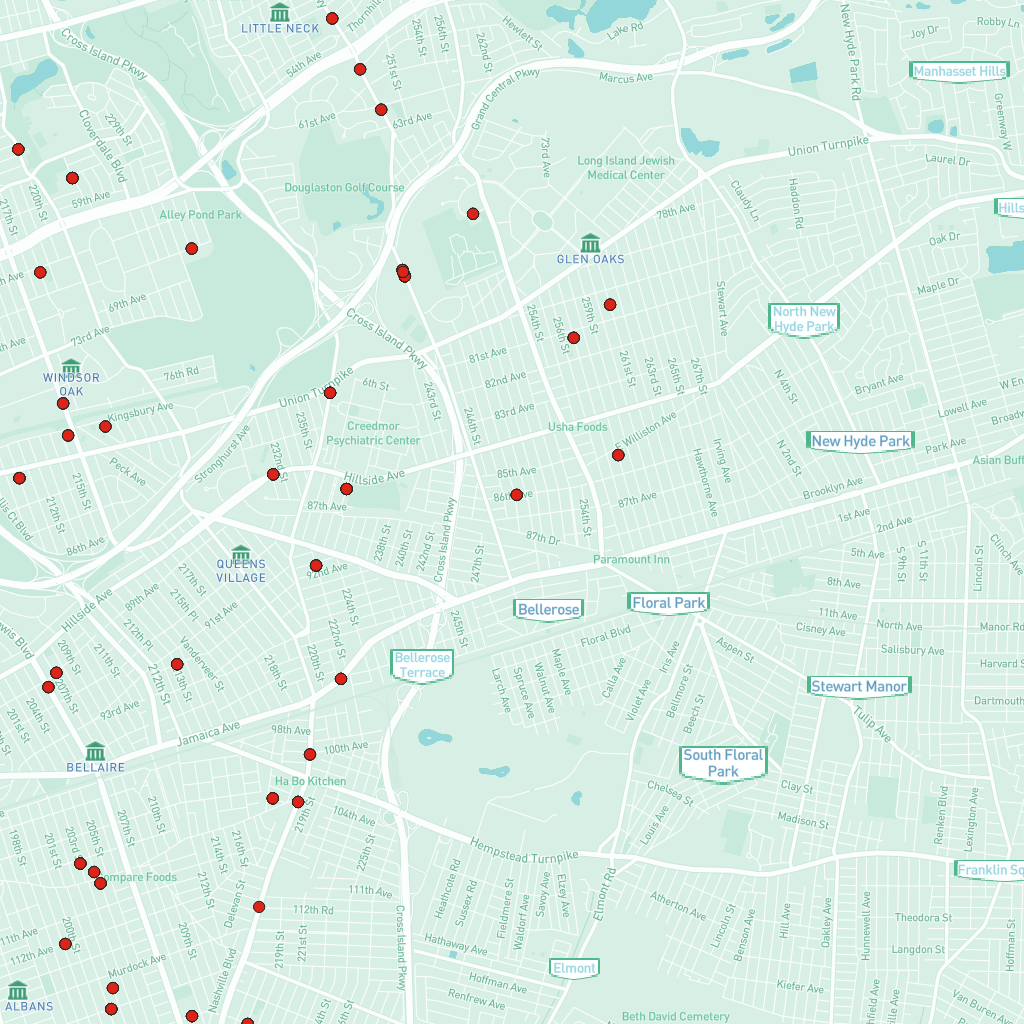 LITTLE NECK
Thornhill
Cross Island Pkwy
54th Ave
251st St
254th St
256th St
262nd St
Hewlett St
Lake Rd
Marcus Ave
Grand Central Pkwy
New Hyde Park Rd
Joy Dr
Robby Ln
Manhasset Hills
Greenway W
61st Ave
63rd Ave
229th St
Cloverdale Blvd
220th St
217th St
59th Ave
Alley Pond Park
Douglaston Golf Course
73rd Ave
Long Island Jewish
Medical Center
Union Turnpike
Laurel Dr
78th Ave
Claudy Ln
Haddon Rd
Oak Dr
Maple Dr
GLEN OAKS
69th Ave
73rd Ave
76th Rd
WINDSOR
OAK
Kingsbury Ave
Union Turnpike
Cross Island Pkwy
6th St
243rd St
246th St
81st Ave
82nd Ave
83rd Ave
254th St
256th St
259th St
261st St
263rd St
265th St
267th St
Stewart Ave
North New
Hyde Park
N 4th St
Bryant Ave
Lowell Ave
New Hyde Park
Park Ave
Asian Buff
N 2nd St
Creedmor
Psychiatric Center
Usha Foods
E Williston Ave
235th St
Stronghurst Ave
232nd St
Hillside Ave
Peck Ave
212th St
215th St
87th Ave
85th Ave
86th Ave
87th Ave
Hawthorne Ave
Irving Ave
Brooklyn Ave
1st Ave
2nd Ave
86th Ave
238th St
240th St
242nd St
Cross Island Pkwy
87th Dr
254th St
247th St
Paramount Inn
5th Ave
S 9th St
S 11th St
Lincoln St
Clinch Ave
QUEENS
VILLAGE
92nd Ave
217th St
215th Pl
89th Ave
91st Ave
Hillside Ave
8th Ave
11th Ave
Cisney Ave
North Ave
Manor Rd
Salisbury Ave
Harvard S
Bellerose
Floral Park
Floral Blvd
224th St
222nd St
245th St
Bellerose
Terrace
Larch Ave
Spruce Ave
Walnut Ave
Maple Ave
Calla Ave
Iris Ave
Violet Ave
Bellmore St
Beech St
Aspen St
Stewart Manor
Tulip Ave
Dartmouth
212th Pl
211th St
Vanderveer St
213th St
212th St
209th St
207th St
204th St
201st St
93rd Ave
220th St
218th St
Jamaica Ave
98th Ave
100th Ave
BELLAIRE
Ha Bo Kitchen
South Floral
Park
Chelsea St
Clay St
Madison St
Louis Ave
Renken Blvd
Lexington Ave
104th Ave
219th St
Hempstead Turnpike
198th St
201st St
203rd
205th St
207th St
210th St
214th St
216th St
212th St
Delevan St
225th St
Compare Foods
111th Ave
112th Rd
Heathcote Rd
Sussex Rd
Fieldmere St
Waldorf Ave
Savoy Ave
Elzey Ave
Elmont Rd
Atherton Ave
Franklin Sq
Theodora St
Langdon St
Hoffman St
200th St
112th Ave
Murdock Ave
209th St
Nashville Blvd
219th St
221st St
Cross Island Pkwy
Hathaway Ave
Hoffman Ave
Renfrew Ave
Elmont
Lincoln St
Benson Ave
Hill Ave
Oakley Ave
Hunnewell Ave
Kiefer Ave
Van Buren Ave
ALBANS
Beth David Cemetery